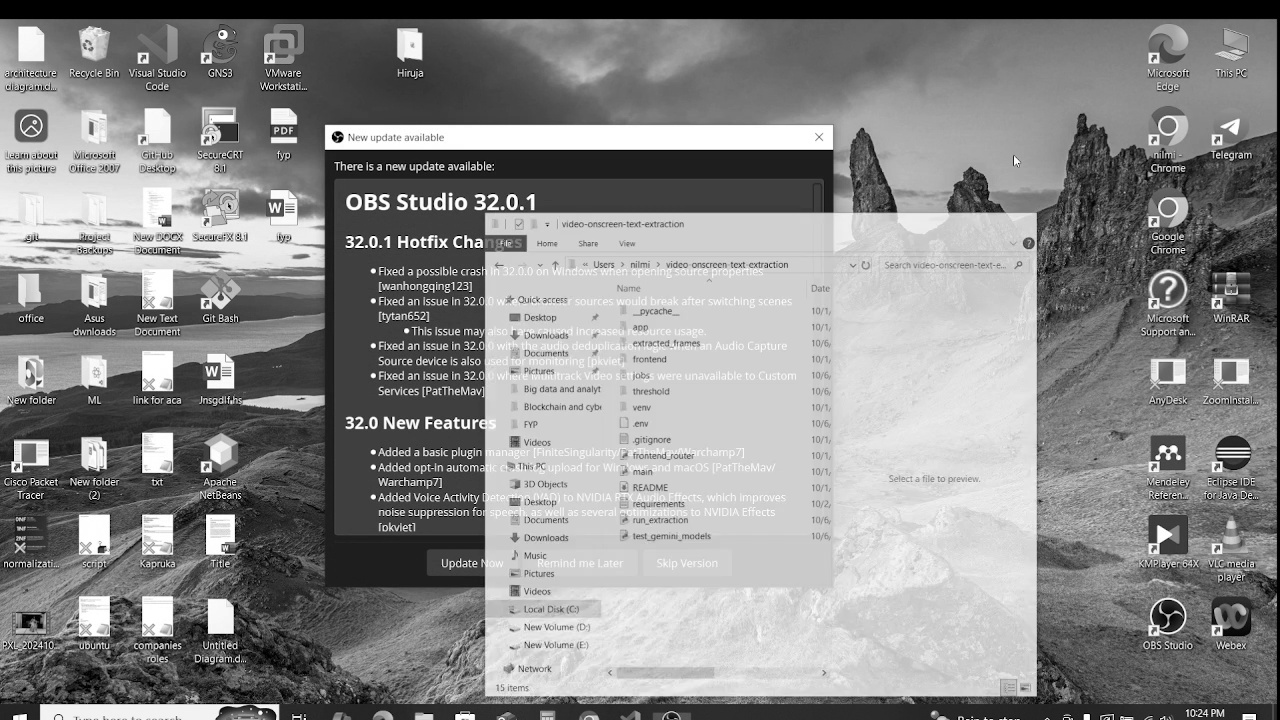 architecture
diagram.d...
Recycle Bin
Visual Studio
Code
GNS3
VMware
Workstati...
Hiruja
Microsoft
Edge
This PC
Learn about
this picture
Microsoft
Office 2007
GitHub
Desktop
SecureCRT
8.1
PDF
fyp
nilmi -
Chrome
Telegram
.git
Project
Backups
New DOCX
Document
SecureFX 8.1
fyp
Google
Chrome
office
Asus
dwnloads
New Text
Document
Git Bash
Microsoft
Support an...
WinRAR
New folder
ML
link for aca
Jnsgdlf.hs
AnyDesk
ZoomInstal...
Cisco Packet
Tracer
New folder
(2)
txt
Apache
NetBeans
Mendeley
Referen...
Eclipse IDE
for Java De...
normalizati...
script
Kapruka
Title
KMPlayer 64X
VLC media
player
PXL_202410...
ubuntu
companies
roles
Untitled
Diagram.d...
OBS Studio
Webex
New update available
There is a new update available:
OBS Studio 32.0.1
32.0.1 Hotfix Changes
Fixed a possible crash in 32.0.0 on Windows when opening source properties
[wanhongqing123]
Fixed an issue in 32.0.0 sources would break after switching scenes
[tytan652]
This issue may also have caused increased resource usage.
Fixed an issue in 32.0.0 with the audio deduplication logic when an Audio Capture
Source device is also used for monitoring [pkviet]
Fixed an issue in 32.0.0 where multitrack Video settings were unavailable to Custom
Services [PatTheMav]
32.0 New Features
Added a basic plugin manager [FiniteSingularity/PatTheMav/Warchamp7]
Added opt-in automatic crash log upload for Windows and macOS [PatTheMav/
Warchamp7]
Added Voice Activity Detection (VAD) to NVIDIA RTX Audio Effects, which improves
noise suppression for speech, as well as several optimizations to NVIDIA Effects
[pkviet]
Update Now
Remind me Later
Skip Version
video-onscreen-text-extraction
File
Home
Share
View
Users
nilmi
video-onscreen-text-extraction
Search video-onscreen-text-e...
Name
Date
Quick access
Desktop
Downloads
Documents
Pictures
Big data and analyt
Blockchain and cybe
FYP
Videos
This PC
3D Objects
Desktop
Documents
Downloads
Music
Pictures
Videos
Local Disk (C:)
New Volume (D:)
New Volume (E:)
Network
__pycache__
10/1/
app
10/1/
extracted_frames
10/6/
frontend
10/1/
jobs
10/6/
threshold
10/6/
venv
10/1/
.env
10/6/
.gitignore
10/1/
frontend_router
10/6/
main
10/1/
README
10/6/
requirements
10/2/
run_extraction
10/6/
test_gemini_models
10/6/
Select a file to preview.
15 items
Type here to search
10:24 PM